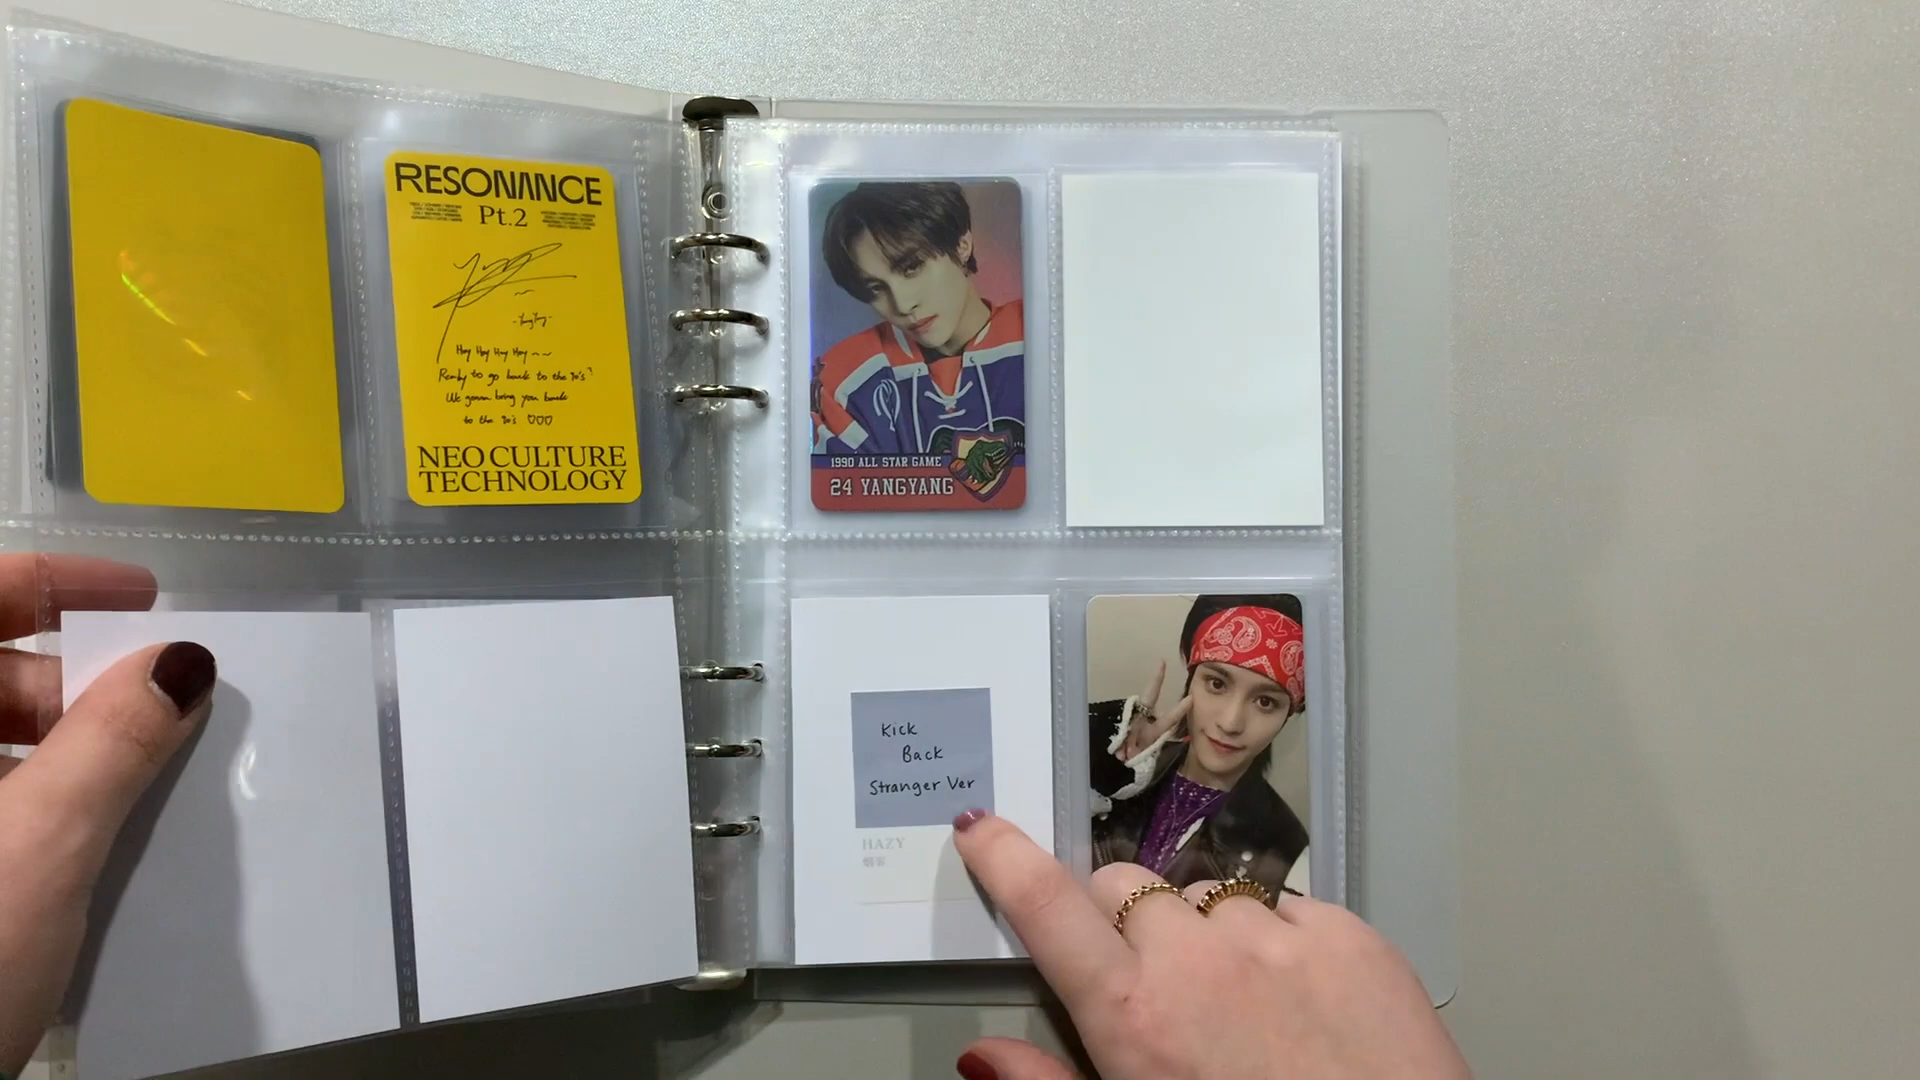 RESONANCE
Pt.2
-YangYang-
Hey Hey Hey Hey ~~
Ready to go back to the 90's?
We gonna bring you back
to the 90's ♡♡♡
NEO CULTURE
TECHNOLOGY
1990 ALL STAR GAME
24 YANGYANG
Kick
Back
Stranger Ver
HAZY